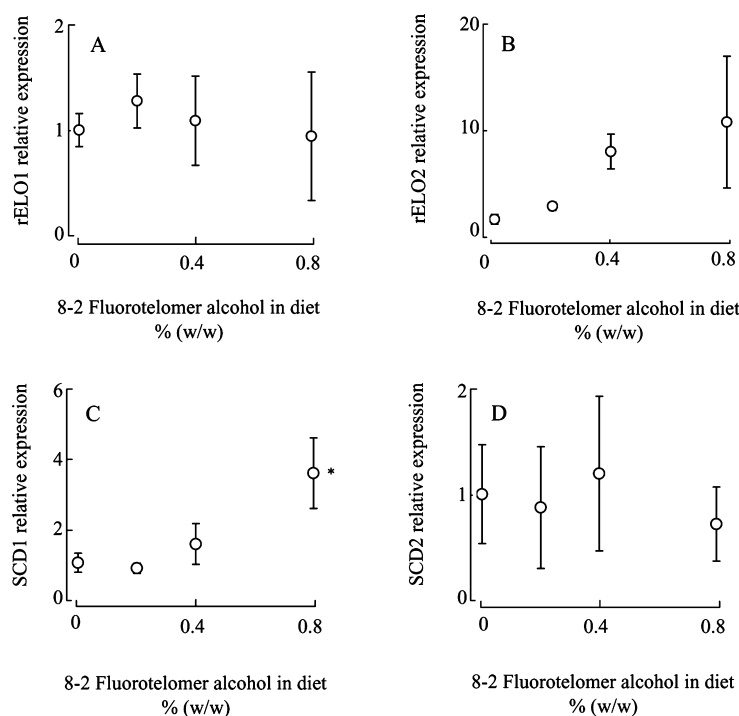 2
A
rELO1 relative expression
1
0
0
0.4
0.8
8-2 Fluorotelomer alcohol in diet
% (w/w)
20
B
rELO2 relative expression
10
0
0
0.4
0.8
8-2 Fluorotelomer alcohol in diet
% (w/w)
6
C
SCD1 relative expression
4
*
2
0
0
0.4
0.8
8-2 Fluorotelomer alcohol in diet
% (w/w)
2
D
SCD2 relative expression
1
0
0
0.4
0.8
8-2 Fluorotelomer alcohol in diet
% (w/w)